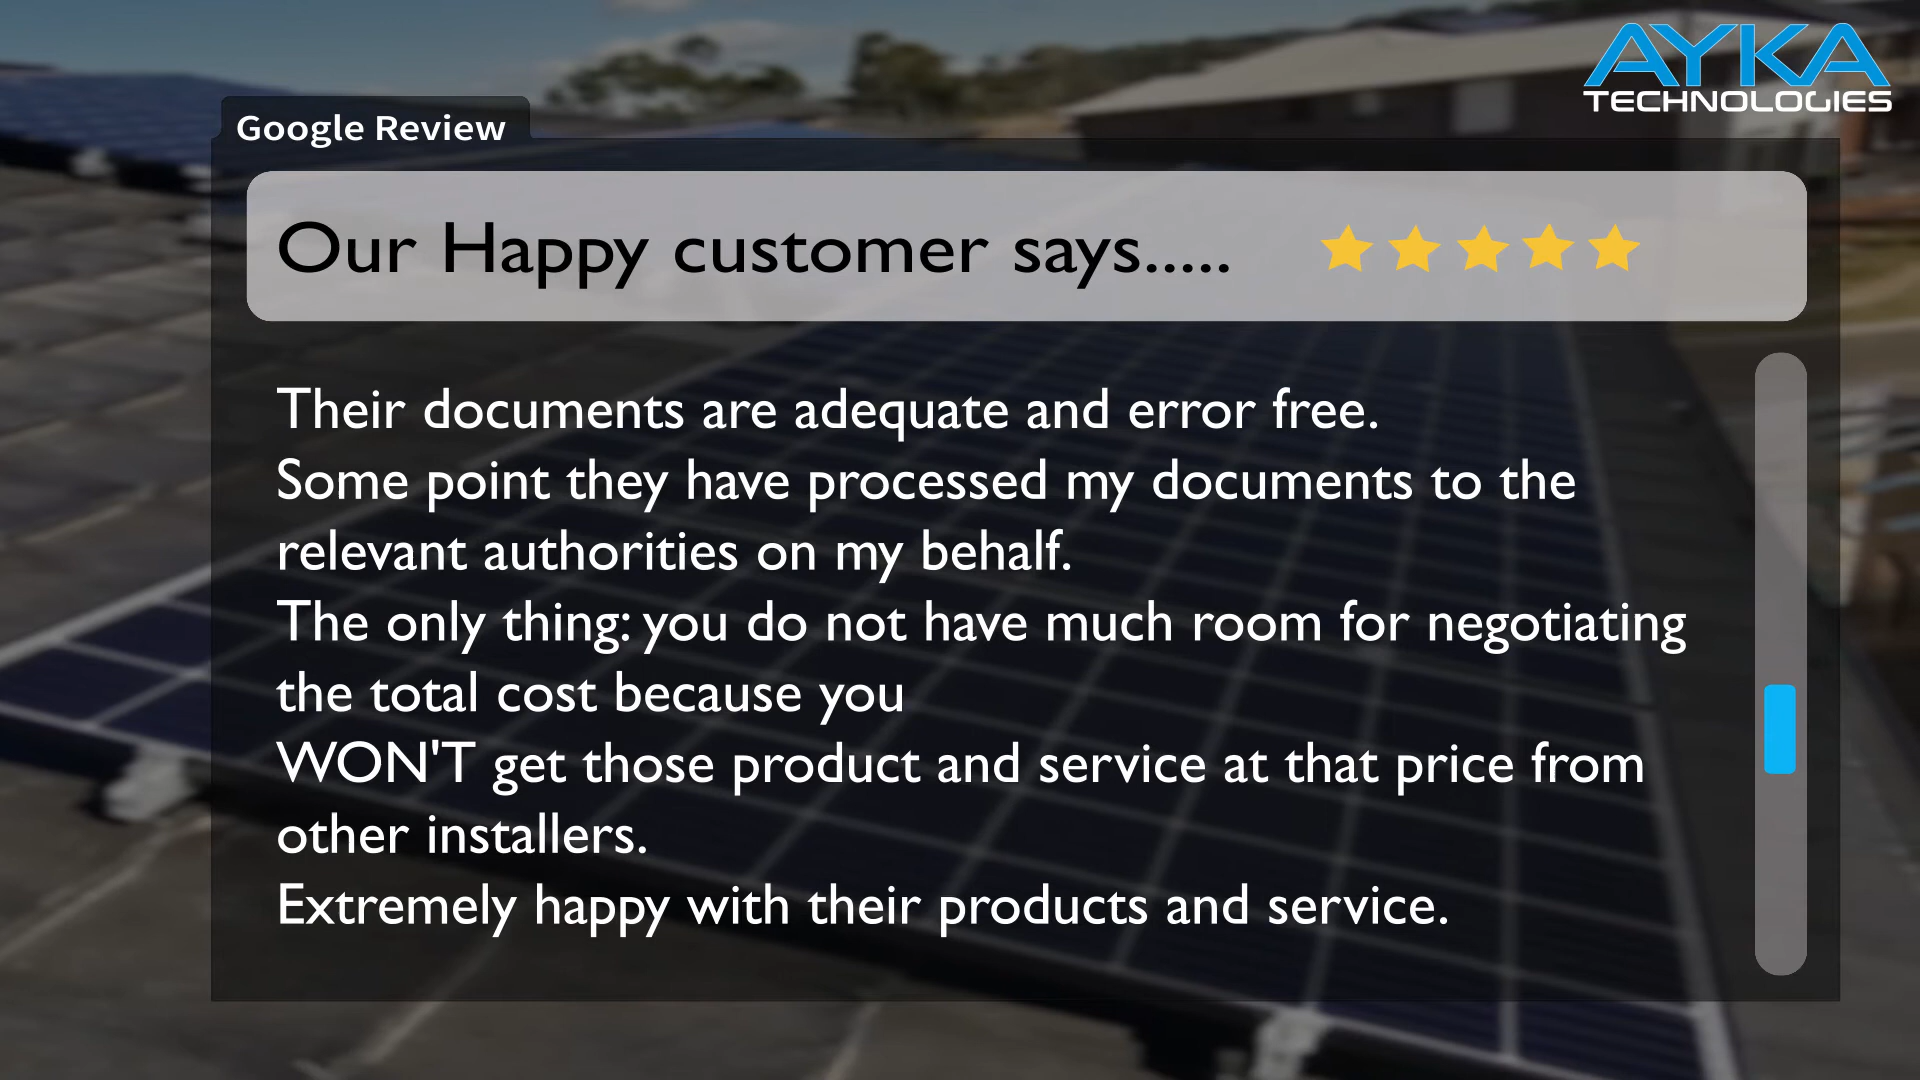 AYKA
TECHNOLOGIES
Google Review
Our Happy customer says.....
Their documents are adequate and error free.
Some point they have processed my documents to the
relevant authorities on my behalf.
The only thing: you do not have much room for negotiating
the total cost because you
WON'T get those product and service at that price from
other installers.
Extremely happy with their products and service.